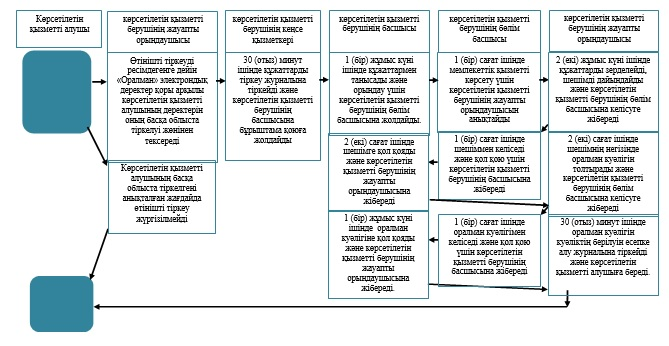 Көрсетілетін
қызметті алушы
көрсетілетін қызметті
берушінің жауапты
орындаушысы
көрсетілетін қызметті
берушінің кеңсе
қызметкері
көрсетілетін қызметті
берушінің басшысы
көрсетілетін қызметті
берушінің бөлім
басшысы
көрсетілетін қызметті
берушінің жауапты
орындаушысы
Өтінішті тіркеуді
ресімдегенге дейін
«Оралман» электрондық
деректер қоры арқылы
көрсетілетін қызметті
алушының деректерін
оның басқа облыста
тіркелуі жөнінен
тексереді
30 (отыз) минут
ішінде құжаттарды
тіркеу журналына
тіркейді және
көрсетілетін қызметті
берушінің
басшысына
бұрыштама қоюға
жолдайды
1 (бір) жұмыс күні
ішінде құжаттармен
танысады және
орындау үшін
көрсетілетін қызметті
берушінің бөлім
басшысына жолдайды.
1 (бір) сағат ішінде
мемлекеттік қызметті
көрсету үшін
көрсетілетін қызметті
берушінің жауапты
орындаушысын
анықтайды
2 (екі) жұмыс күні ішінде
құжаттарды зерделейді,
шешімді дайындайды
және көрсетілетін
қызметті берушінің бөлім
басшысына келісуге
жібереді
Көрсетілетін қызметті
алушының басқа
облыста тіркелгені
анықталған жағдайда
өтінішті тіркеу
жүргізілмейді
2 (екі) сағат ішінде
шешімге қол қояды
және көрсетілетін
қызметті берушінің
жауапты
орындаушысына
жібереді
1 (бір) сағат ішінде
шешіммен келіседі
және қол қою үшін
көрсетілетін қызметті
берушінің басшысына
жібереді
2 (екі) сағат ішінде
шешімнің негізінде
оралман куәлігін
толтырады және
көрсетілетін қызметті
берушінің бөлім
басшысына келісуге
жібереді
1 (бір) жұмыс күні
ішінде оралман
куәлігіне қол қояды
және көрсетілетін
қызметті берушінің
жауапты
орындаушысына
жібереді.
1 (бір) сағат ішінде
оралман куәлігімен
келіседі және қол қою
үшін көрсетілетін
қызметті берушінің
басшысына жібереді
30 (отыз) минут ішінде
оралман куәлігін
куәліктің берілуін есепке
алу журналына тіркейді
және көрсетілетін
қызметті алушыға береді.